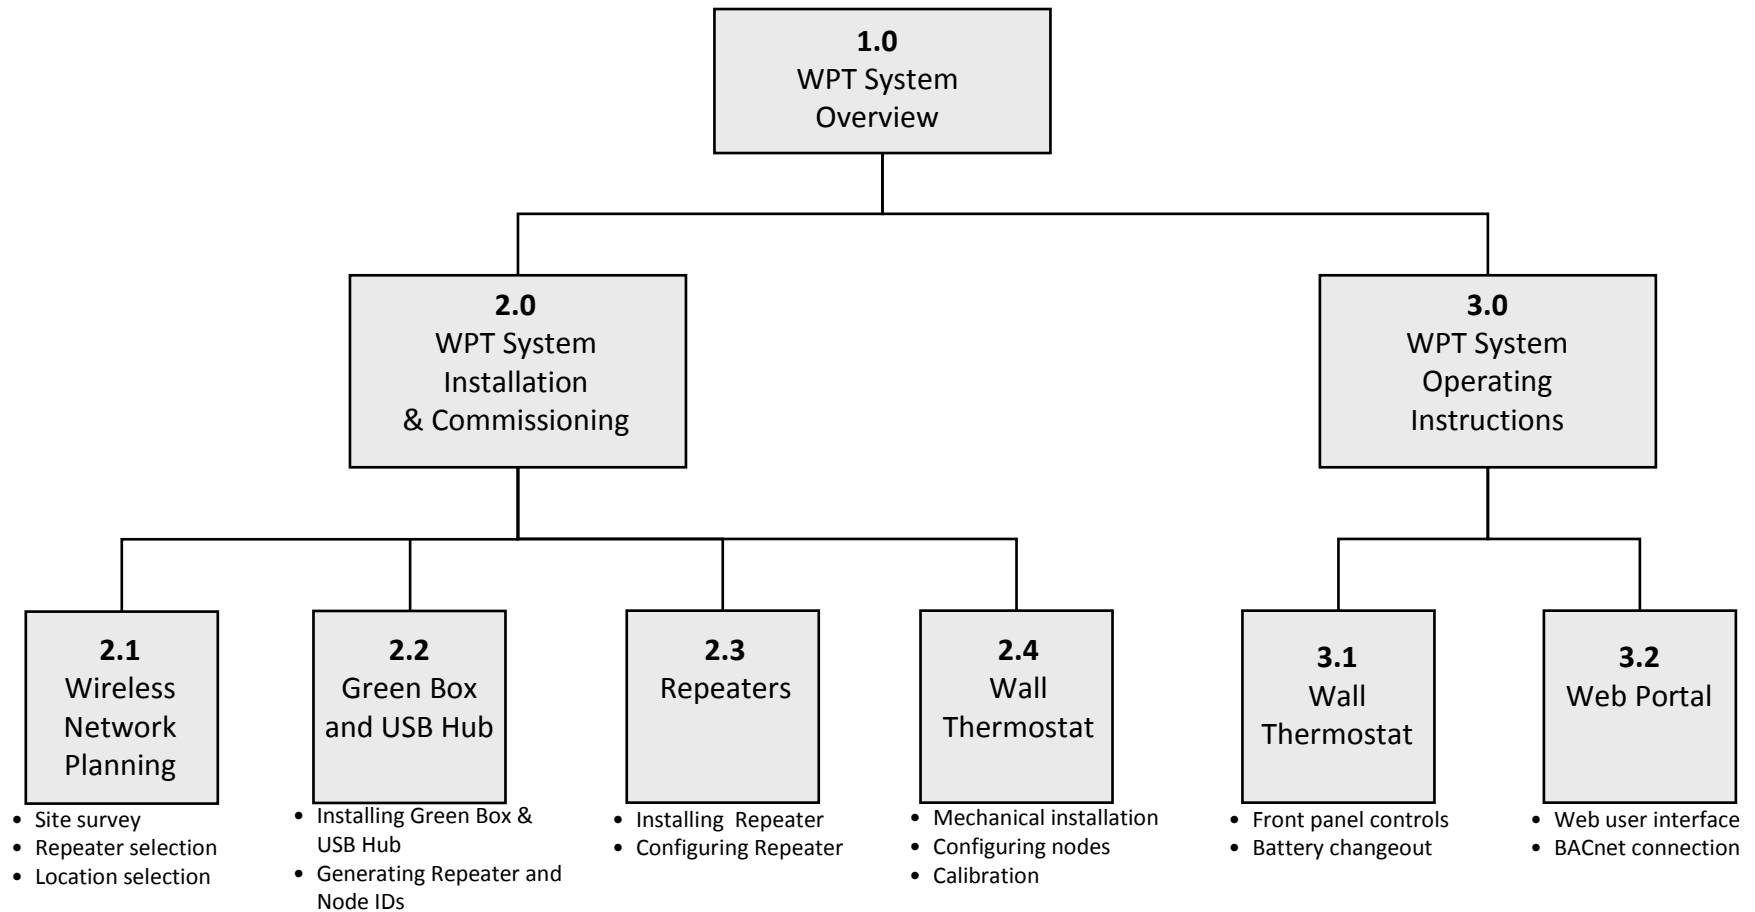 1.0
WPT System
Overview
2.0
WPT System
Installation
& Commissioning
3.0
WPT System
Operating
Instructions
2.1
Wireless
Network
Planning
• Site survey
• Repeater selection
• Location selection
2.2
Green Box
and USB Hub
• Installing Green Box &
USB Hub
• Generating Repeater and
Node IDs
2.3
Repeaters
• Installing  Repeater
• Configuring Repeater
2.4
Wall
Thermostat
• Mechanical installation
• Configuring nodes
• Calibration
3.1
Wall
Thermostat
• Front panel controls
• Battery changeout
3.2
Web Portal
• Web user interface
• BACnet connection